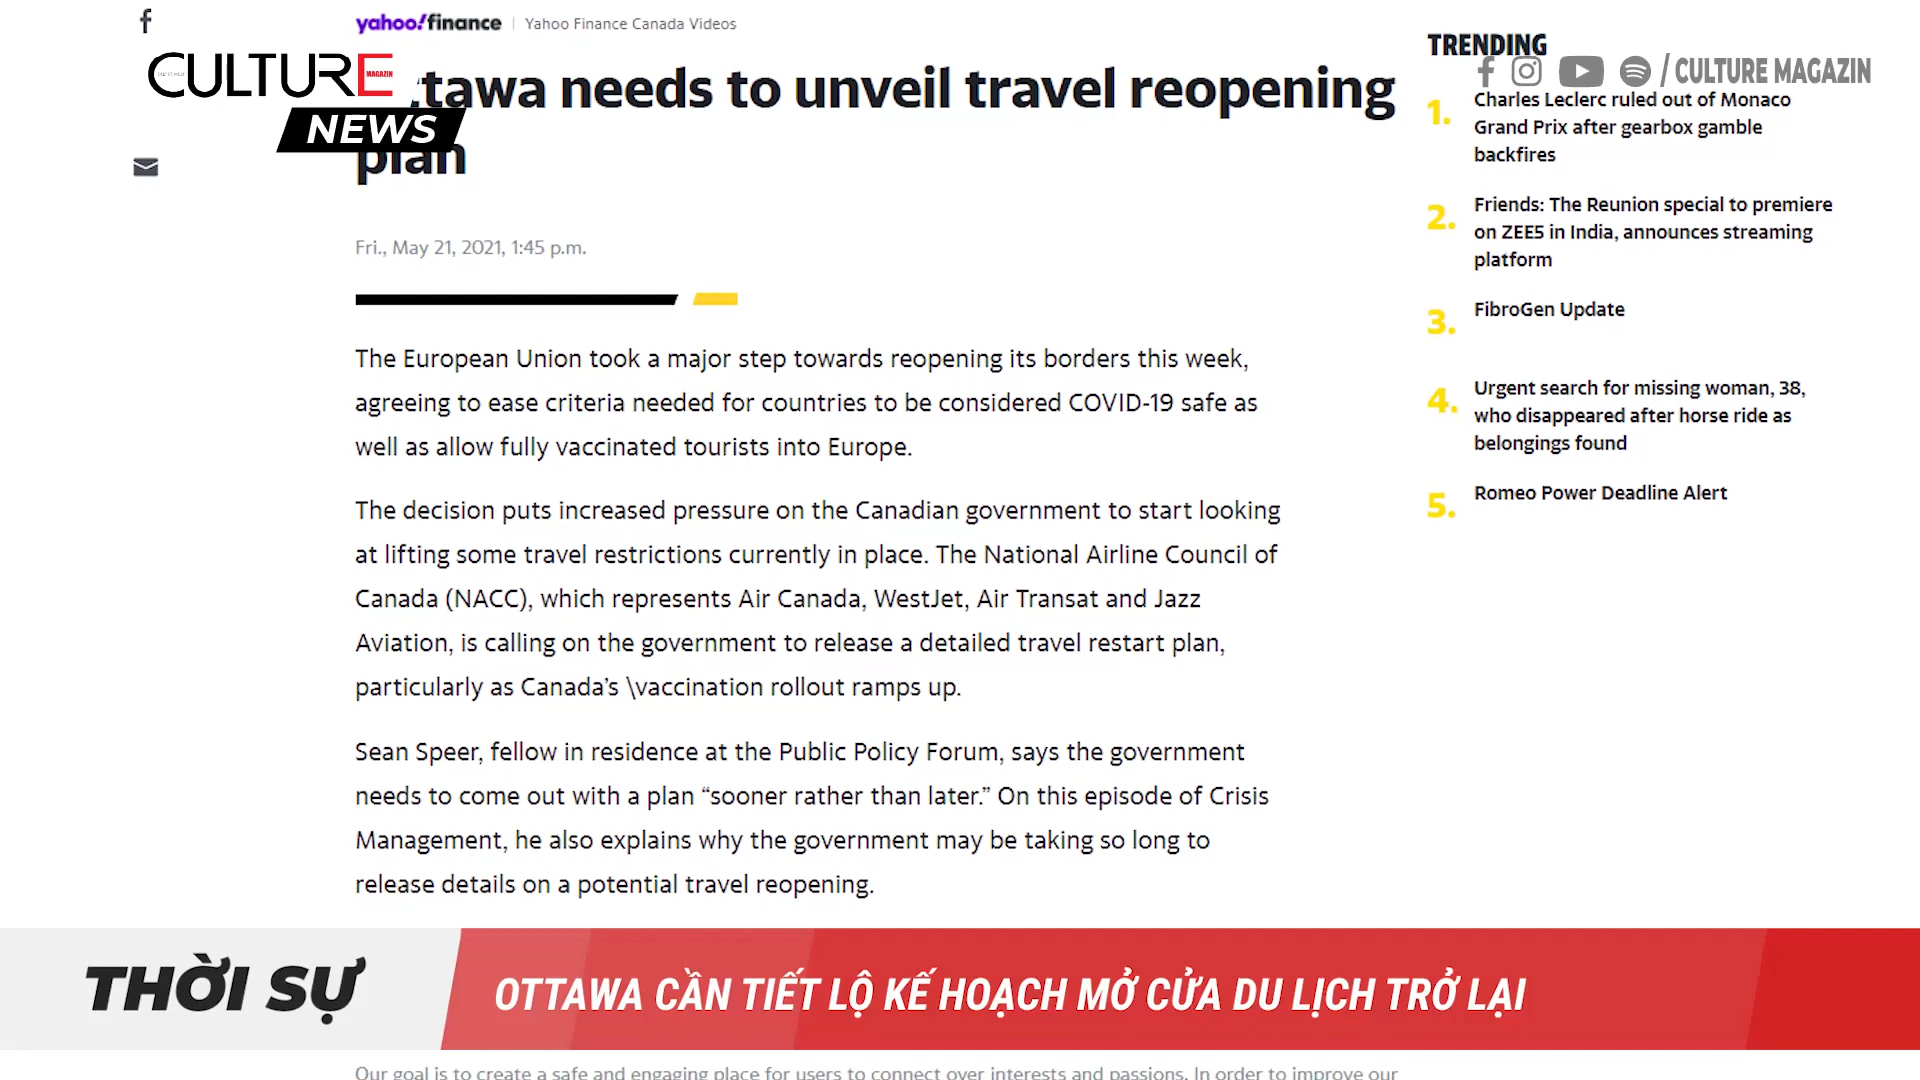 yahoo!finance | Yahoo Finance Canada Videos
CULTURE
MAGAZIN
NEWS
ttawa needs to unveil travel reopening
plan
Fri., May 21, 2021, 1:45 p.m.
The European Union took a major step towards reopening its borders this week,
agreeing to ease criteria needed for countries to be considered COVID-19 safe as
well as allow fully vaccinated tourists into Europe.
The decision puts increased pressure on the Canadian government to start looking
at lifting some travel restrictions currently in place. The National Airline Council of
Canada (NACC), which represents Air Canada, WestJet, Air Transat and Jazz
Aviation, is calling on the government to release a detailed travel restart plan,
particularly as Canada’s \vaccination rollout ramps up.
Sean Speer, fellow in residence at the Public Policy Forum, says the government
needs to come out with a plan “sooner rather than later.” On this episode of Crisis
Management, he also explains why the government may be taking so long to
release details on a potential travel reopening.
TRENDING
/ CULTURE MAGAZIN
1. Charles Leclerc ruled out of Monaco
Grand Prix after gearbox gamble
backfires
2. Friends: The Reunion special to premiere
on ZEE5 in India, announces streaming
platform
3. FibroGen Update
4. Urgent search for missing woman, 38,
who disappeared after horse ride as
belongings found
5. Romeo Power Deadline Alert
THỜI SỰ
OTTAWA CẦN TIẾT LỘ KẾ HOẠCH MỞ CỬA DU LỊCH TRỞ LẠI
Our goal is to create a safe and engaging place for users to connect over interests and passions. In order to improve our